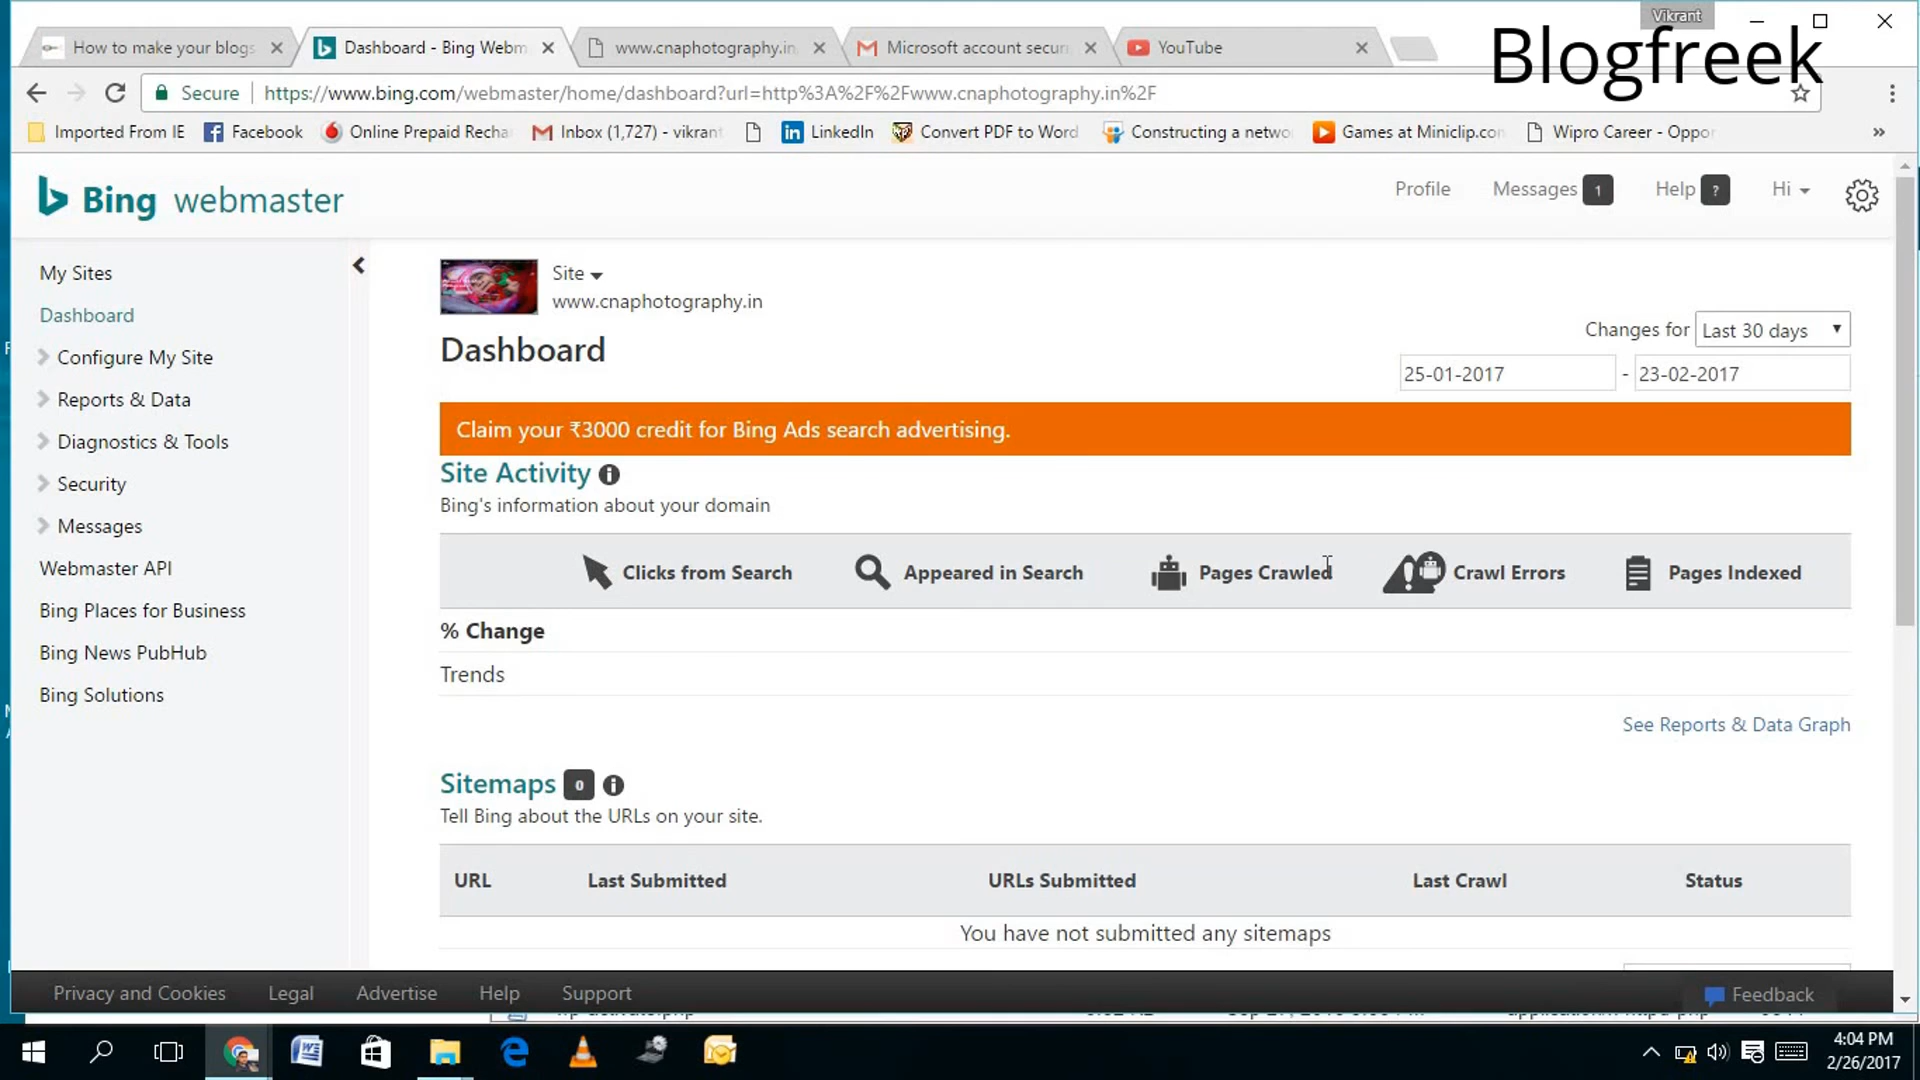 Vikrant
Blogfreek
How to make your blogs
Dashboard - Bing Webm
www.cnaphotography.in
Microsoft account securi
YouTube
Secure
https://www.bing.com/webmaster/home/dashboard?url=http%3A%2F%2Fwww.cnaphotography.in%2F
Imported From IE
Facebook
Online Prepaid Recha
Inbox (1,727) - vikrant
LinkedIn
Convert PDF to Word
Constructing a netwo
Games at Miniclip.com
Wipro Career - Oppor
»
Bing webmaster
Profile
Messages 1
Help ?
Hi
My Sites
Dashboard
Configure My Site
Reports & Data
Diagnostics & Tools
Security
Messages
Webmaster API
Bing Places for Business
Bing News PubHub
Bing Solutions
Site
www.cnaphotography.in
Dashboard
Changes for Last 30 days
25-01-2017 - 23-02-2017
Claim your ₹3000 credit for Bing Ads search advertising.
Site Activity
Bing's information about your domain
Clicks from Search
Appeared in Search
Pages Crawled
Crawl Errors
Pages Indexed
% Change
Trends
See Reports & Data Graph
Sitemaps 0
Tell Bing about the URLs on your site.
URL
Last Submitted
URLs Submitted
Last Crawl
Status
You have not submitted any sitemaps
Privacy and Cookies
Legal
Advertise
Help
Support
Feedback
4:04 PM
2/26/2017